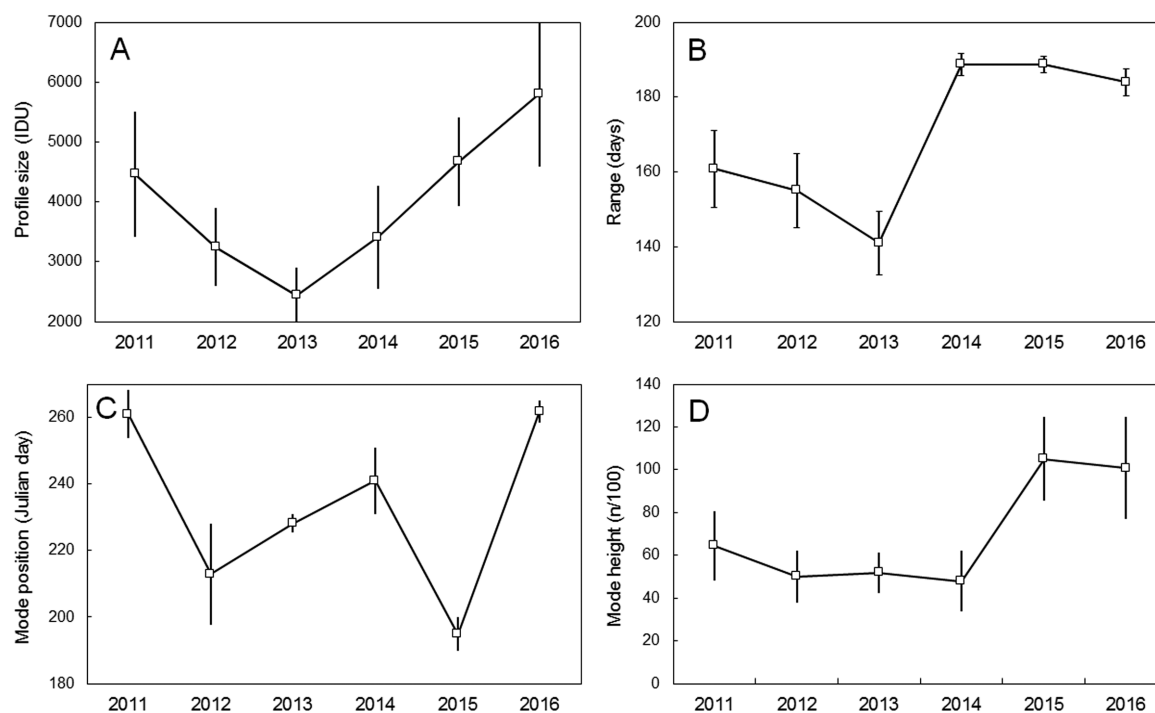 A
Profile size (IDU)
7000
6000
5000
4000
3000
2000
2011 2012 2013 2014 2015 2016
B
Range (days)
200
180
160
140
120
2011 2012 2013 2014 2015 2016
C
Mode position (Julian day)
260
240
220
200
180
2011 2012 2013 2014 2015 2016
D
Mode height (n/100)
140
120
100
80
60
40
20
0
2011 2012 2013 2014 2015 2016